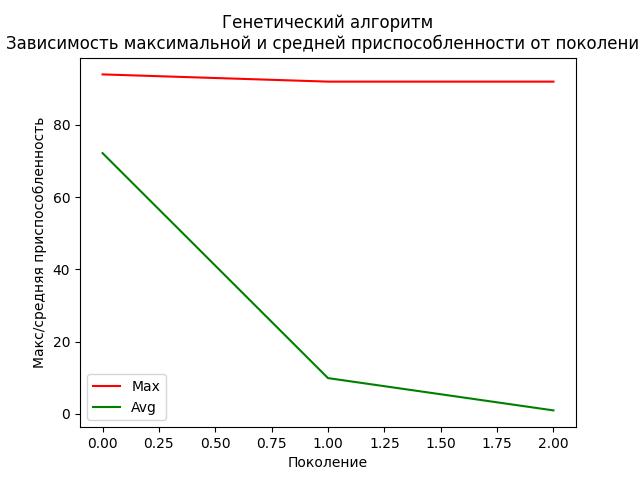 Генетический алгоритм
Зависимость максимальной и средней приспособленности от поколени
Макс/средняя приспособленность
80
60
40
20
0
Max
Avg
0.00 0.25 0.50 0.75 1.00 1.25 1.50 1.75 2.00
Поколение